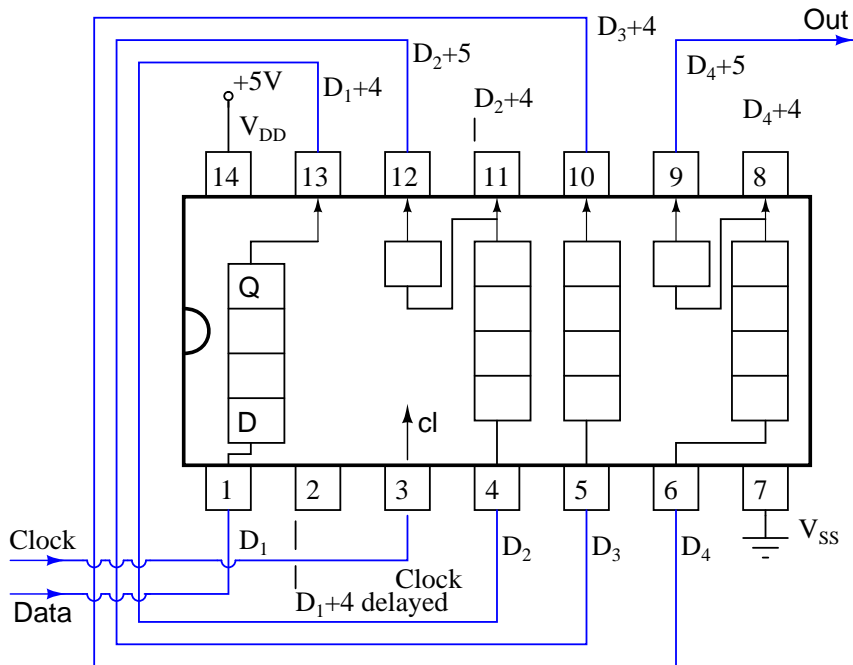 Out
D3+4
D2+5
D4+5
+5V
D1+4
D2+4
D4+4
VDD
14
13
12
11
10
9
8
Q
D
cl
1
2
3
4
5
6
7
VSS
D1
D2
D3
D4
Clock
Clock
Data
D1+4 delayed